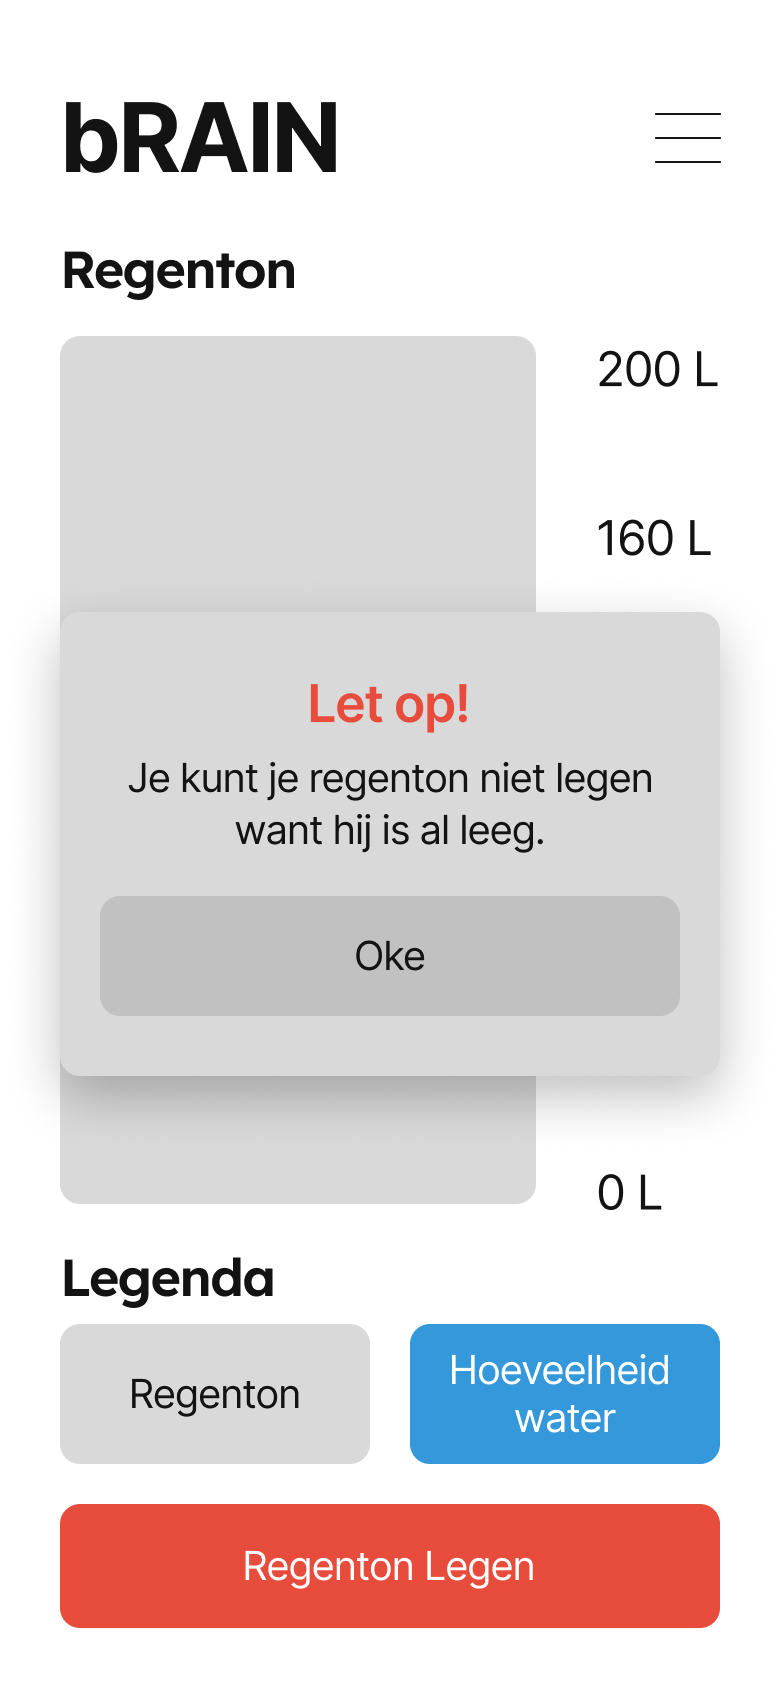 bRAIN
Regenton
200 L
160 L
Let op!
Je kunt je regenton niet legen
want hij is al leeg.
Oke
0 L
Legenda
Regenton
Hoeveelheid
water
Regenton Legen